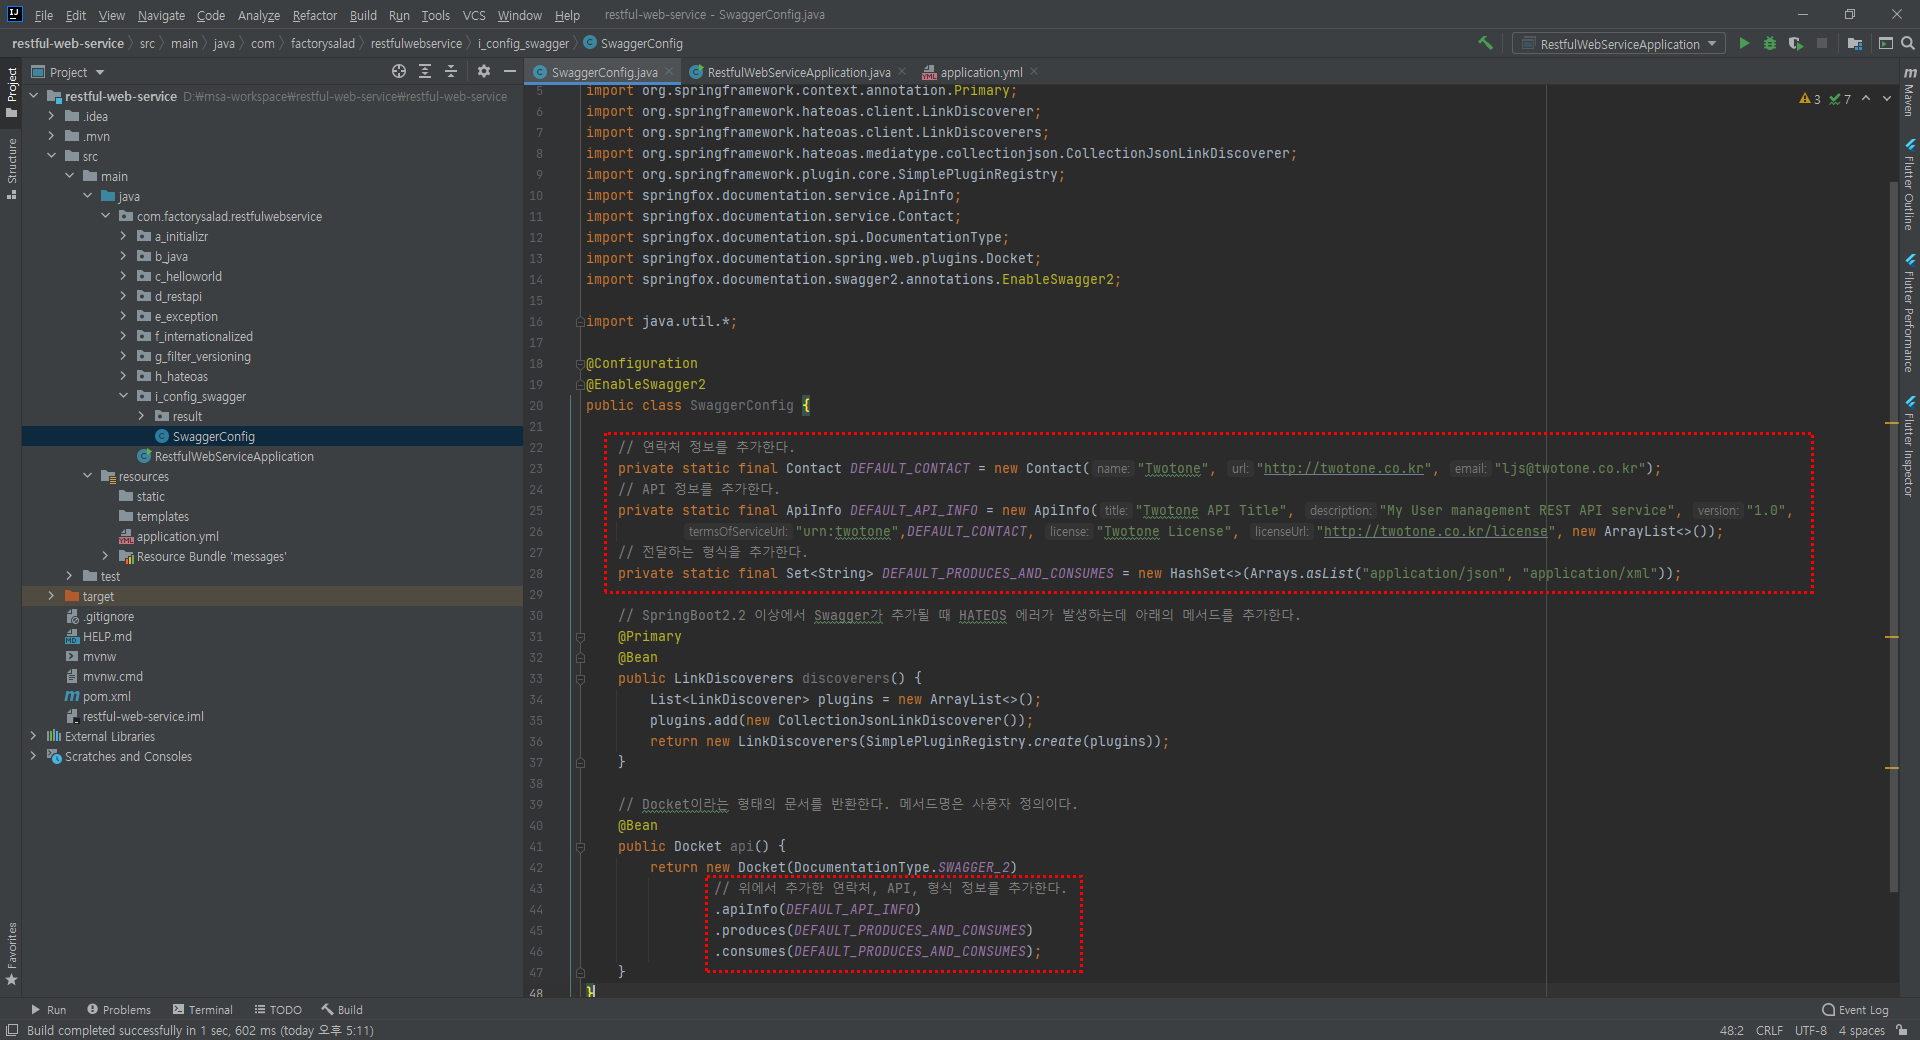 File Edit View Navigate Code Analyze Refactor Build Run Tools VCS Window Help restful-web-service - SwaggerConfig.java
restful-web-service src main java com factorysalad restfulwebservice i_config_swagger SwaggerConfig RestfulWebServiceApplication
Project
SwaggerConfig.java RestfulWebServiceApplication.java application.yml
restful-web-service D:₩msa-workspace₩restful-web-service₩restful-web-service
.idea
.mvn
src
main
java
com.factorysalad.restfulwebservice
a_initializr
b_java
c_helloworld
d_restapi
e_exception
f_internationalized
g_filter_versioning
h_hateoas
i_config_swagger
result
SwaggerConfig
RestfulWebServiceApplication
resources
static
templates
application.yml
Resource Bundle 'messages'
test
target
.gitignore
HELP.md
mvnw
mvnw.cmd
pom.xml
restful-web-service.iml
External Libraries
Scratches and Consoles
Project
Structure
Favorites
3 7
5 import org.springframework.context.annotation.Primary;
6 import org.springframework.hateoas.client.LinkDiscoverer;
7 import org.springframework.hateoas.client.LinkDiscoverers;
8 import org.springframework.hateoas.mediatype.collectionjson.CollectionJsonLinkDiscoverer;
9 import org.springframework.plugin.core.SimplePluginRegistry;
10 import springfox.documentation.service.ApiInfo;
11 import springfox.documentation.service.Contact;
12 import springfox.documentation.spi.DocumentationType;
13 import springfox.documentation.spring.web.plugins.Docket;
14 import springfox.documentation.swagger2.annotations.EnableSwagger2;
15
16 import java.util.*;
17
18 @Configuration
19 @EnableSwagger2
20 public class SwaggerConfig {
21
22 // 연락처 정보를 추가한다.
23 private static final Contact DEFAULT_CONTACT = new Contact( name: "Twotone", url: "http://twotone.co.kr", email: "ljs@twotone.co.kr");
24 // API 정보를 추가한다.
25 private static final ApiInfo DEFAULT_API_INFO = new ApiInfo( title: "Twotone API Title", description: "My User management REST API service", version: "1.0",
26 termsOfServiceUrl: "urn:twotone",DEFAULT_CONTACT, license: "Twotone License", licenseUrl: "http://twotone.co.kr/license", new ArrayList<>());
27 // 전달하는 형식을 추가한다.
28 private static final Set<String> DEFAULT_PRODUCES_AND_CONSUMES = new HashSet<>(Arrays.asList("application/json", "application/xml"));
29
30 // SpringBoot2.2 이상에서 Swagger가 추가될 때 HATEOS 에러가 발생하는데 아래의 메서드를 추가한다.
31 @Primary
32 @Bean
33 public LinkDiscoverers discoverers() {
34 List<LinkDiscoverer> plugins = new ArrayList<>();
35 plugins.add(new CollectionJsonLinkDiscoverer());
36 return new LinkDiscoverers(SimplePluginRegistry.create(plugins));
37 }
38
39 // Docket이라는 형태의 문서를 반환한다. 메서드명은 사용자 정의이다.
40 @Bean
41 public Docket api() {
42 return new Docket(DocumentationType.SWAGGER_2)
43 // 위에서 추가한 연락처, API, 형식 정보를 추가한다.
44 .apiInfo(DEFAULT_API_INFO)
45 .produces(DEFAULT_PRODUCES_AND_CONSUMES)
46 .consumes(DEFAULT_PRODUCES_AND_CONSUMES);
47 }
48 }
Maven
Flutter Outline
Flutter Performance
Flutter Inspector
Run Problems Terminal TODO Build Event Log
Build completed successfully in 1 sec, 602 ms (today 오후 5:11) 48:2 CRLF UTF-8 4 spaces